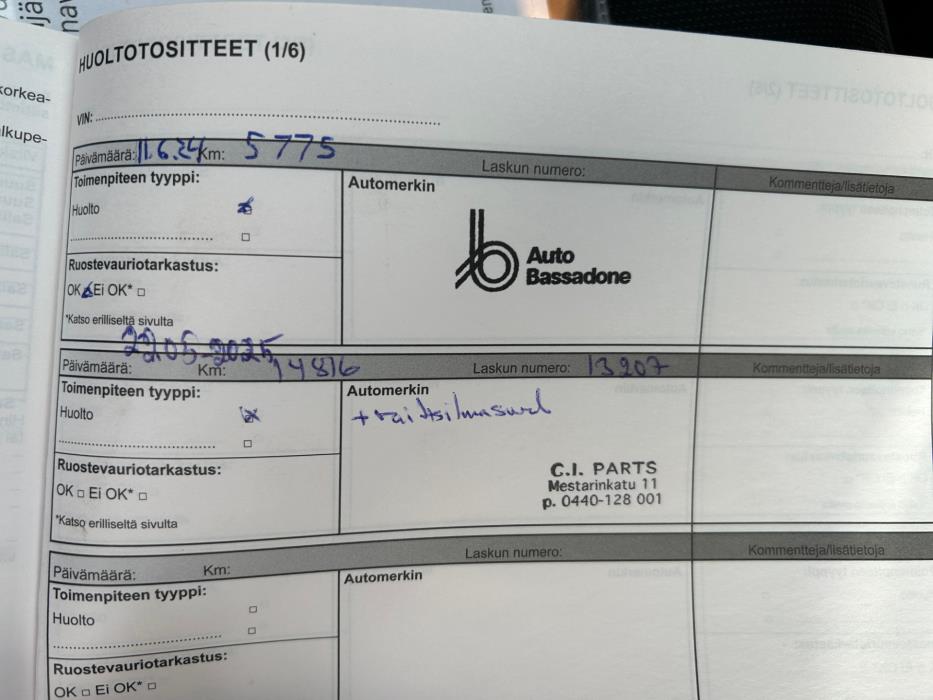 HUOLTOTOSITTEET (1/6)
korkea-
alkupe-
VIN:
Päivämäärä: 11.6.24 Km: 5775 Laskun numero: Kommentteja/lisätietoja
Toimenpiteen tyyppi:
Automerkin
Huolto
Auto
Bassadone
Ruostevauriotarkastus:
OK Ei OK*
*Katso erilliseltä sivulta
22.05-2025
Päivämäärä: Km: 14816 Laskun numero: 13207 Kommentteja/lisätietoja
Toimenpiteen tyyppi:
Automerkin
Huolto
Ruostevauriotarkastus:
C.I. PARTS
Mestarinkatu 11
p. 0440-128 001
OK Ei OK*
*Katso erilliseltä sivulta
Päivämäärä: Km: Laskun numero: Kommentteja/lisätietoja
Toimenpiteen tyyppi:
Automerkin
Huolto
Ruostevauriotarkastus:
OK Ei OK*